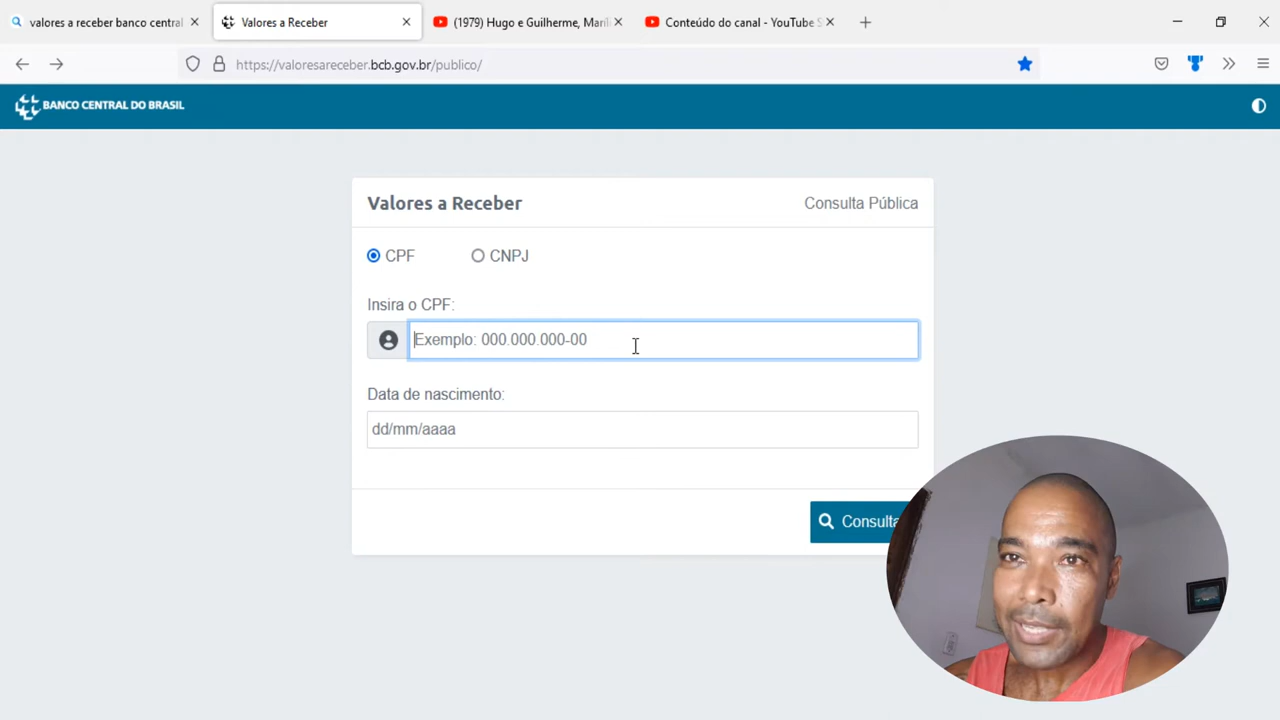 valores a receber banco central
Valores a Receber
(1979) Hugo e Guilherme, Maríl
Conteúdo do canal - YouTube S
https://valoresareceber.bcb.gov.br/publico/
BANCO CENTRAL DO BRASIL
Valores a Receber
Consulta Pública
CPF
CNPJ
Insira o CPF:
Exemplo: 000.000.000-00
Data de nascimento:
dd/mm/aaaa
Consulta